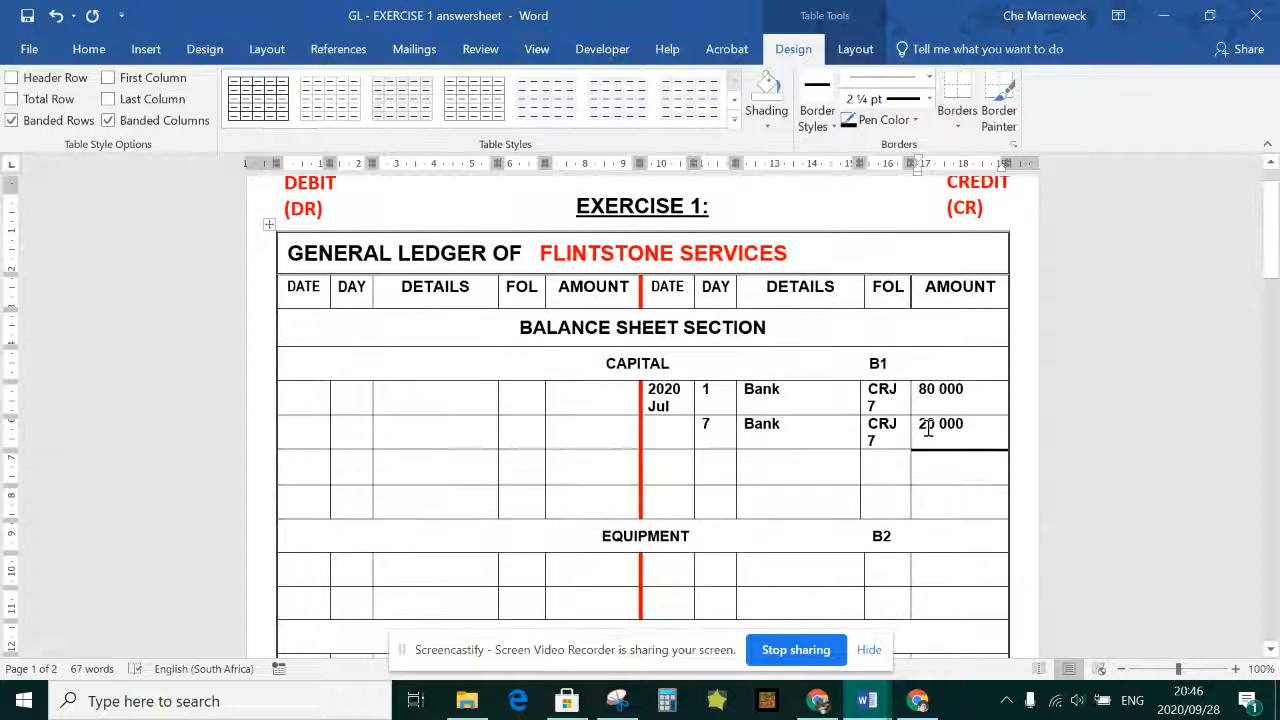 GL - EXERCISE 1 answersheet - Word
Table Tools
Che Marneweck
File Home Insert Design Layout References Mailings Review View Developer Help Acrobat Design Layout Tell me what you want to do Share
Header Row First Column
Total Row Last Column
Banded Rows Banded Columns
Table Style Options
Table Styles
Shading
Border Styles
2 ¼ pt
Pen Color
Borders
Border Painter
Borders
DEBIT
(DR)
CREDIT
(CR)
EXERCISE 1:
GENERAL LEDGER OF FLINTSTONE SERVICES
DATE DAY DETAILS FOL AMOUNT DATE DAY DETAILS FOL AMOUNT
BALANCE SHEET SECTION
CAPITAL B1
2020 1 Bank CRJ 80 000
Jul 7
7 Bank CRJ 20 000
7
EQUIPMENT B2
Screencastify - Screen Video Recorder is sharing your screen. Stop sharing Hide
Page 1 of 2 67 words English (South Africa) 100%
Type here to search
ENG
20:46
2020/09/28
1